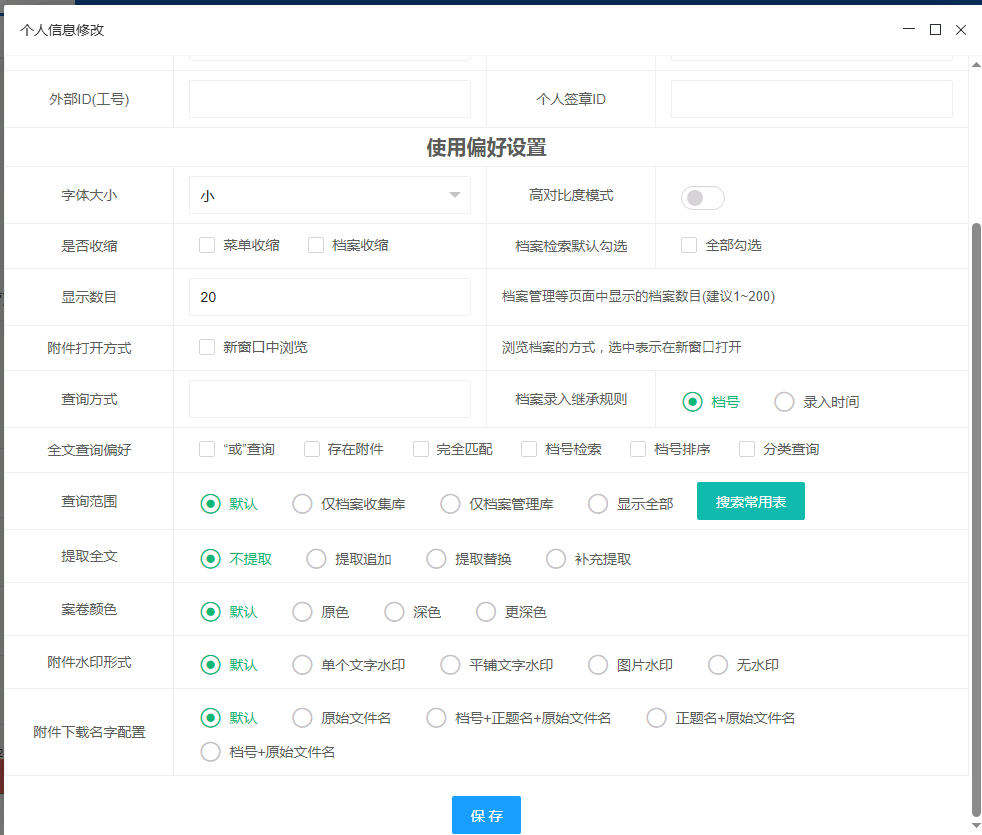 个人信息修改
外部ID(工号) 个人签章ID
使用偏好设置
字体大小 小 高对比度模式
是否收缩 菜单收缩 档案收缩 档案检索默认勾选 全部勾选
显示数目 20 档案管理等页面中显示的档案数目(建议1~200)
附件打开方式 新窗口中浏览 浏览档案的方式，选中表示在新窗口打开
查询方式 档案录入继承规则 档号 录入时间
全文查询偏好 “或”查询 存在附件 完全匹配 档号检索 档号排序 分类查询
查询范围 默认 仅档案收集库 仅档案管理库 显示全部 搜索常用表
提取全文 不提取 提取追加 提取替换 补充提取
案卷颜色 默认 原色 深色 更深色
附件水印形式 默认 单个文字水印 平铺文字水印 图片水印 无水印
附件下载名字配置 默认 原始文件名 档号+正题名+原始文件名 正题名+原始文件名
档号+原始文件名
保存